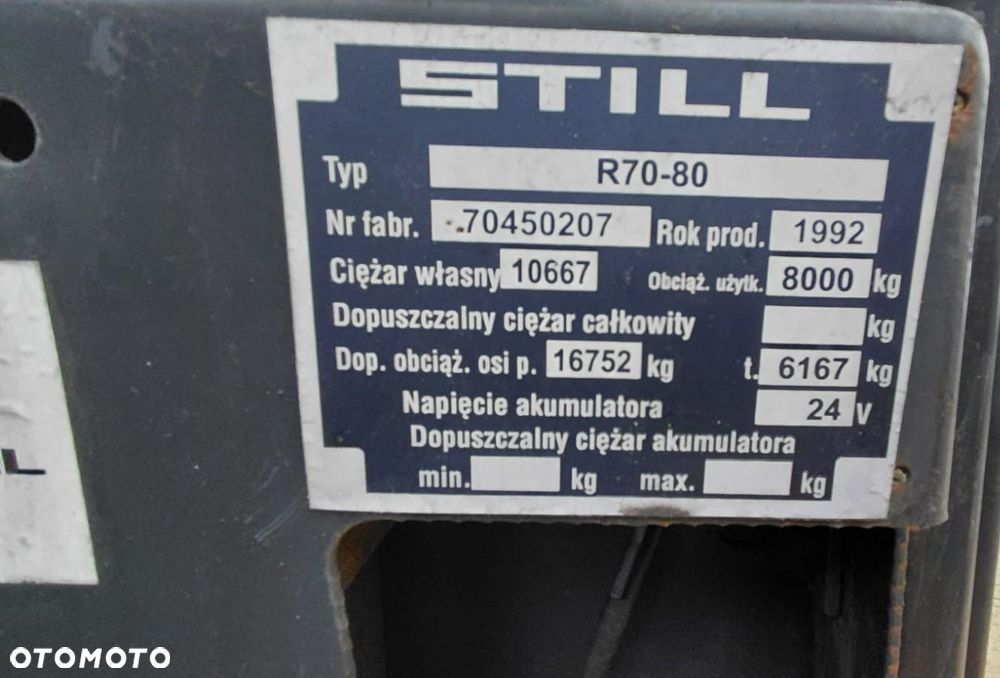 STILL
Typ R70-80
Nr fabr. 70450207 Rok prod. 1992
Ciężar własny 10667 Obciąż. użytk. 8000 kg
Dopuszczalny ciężar całkowity kg
Dop. obciąż. osi p. 16752 kg t. 6167 kg
Napięcie akumulatora 24 V
Dopuszczalny ciężar akumulatora
min. kg max. kg
L
OTOMOTO